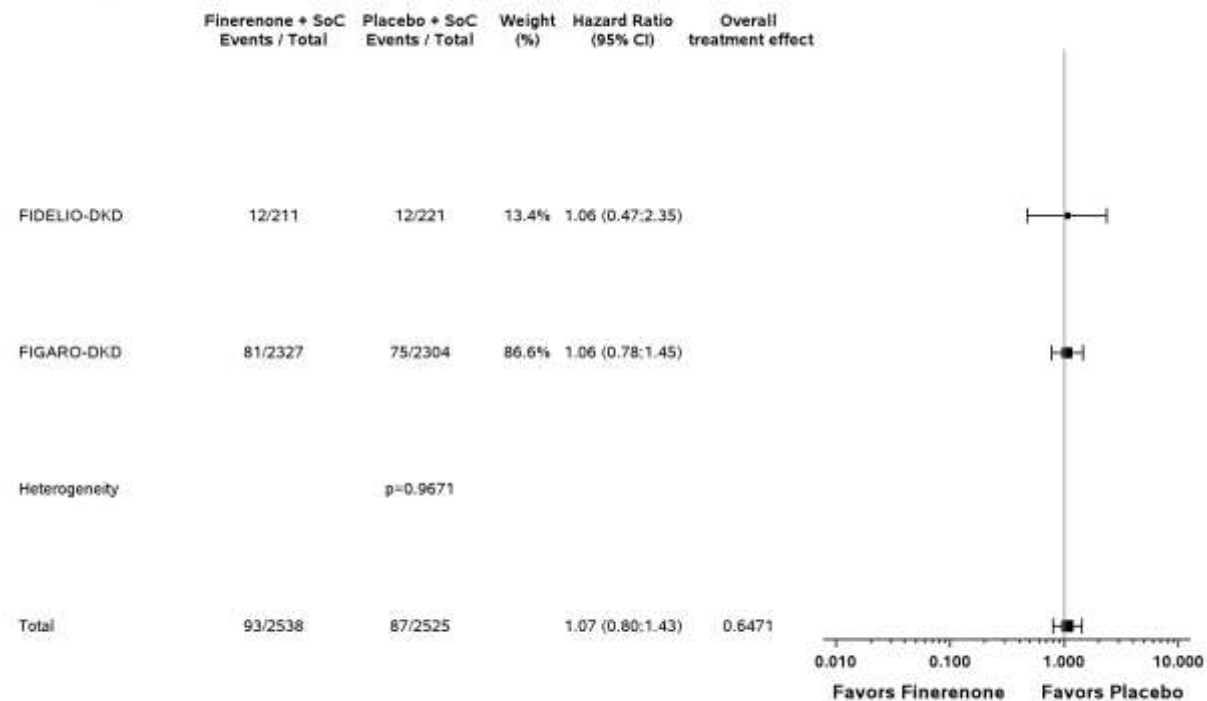 Finerenone + SoC Placebo + SoC Weight Hazard Ratio Overall
Events / Total Events / Total (%) (95% CI) treatment effect
FIDELIO-DKD 12/211 12/221 13.4% 1.06 (0.47:2.35)
FIGARO-DKD 81/2327 75/2304 86.6% 1.06 (0.78:1.45)
Heterogeneity p=0.9671
Total 93/2538 87/2525 1.07 (0.80:1.43) 0.6471
0.010 0.100 1.000 10.000
Favors Finerenone Favors Placebo